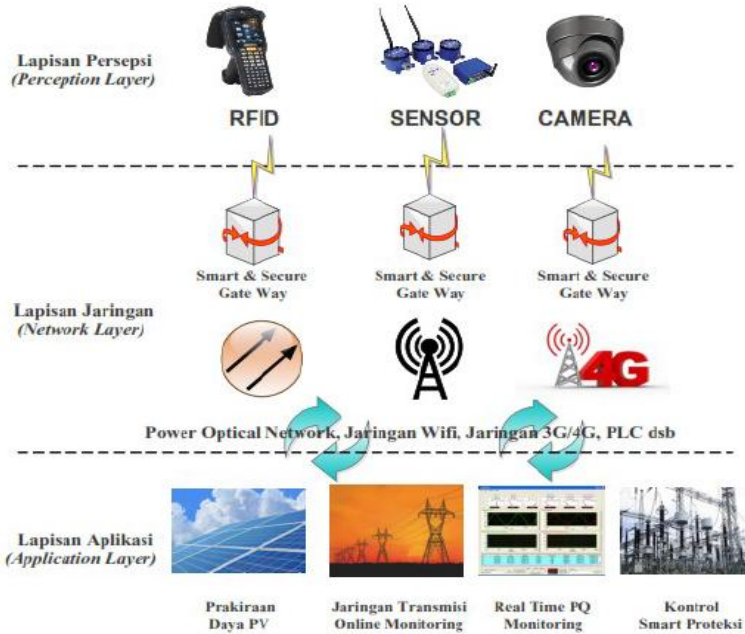 Lapisan Persepsi
(Perception Layer)
RFID
SENSOR
CAMERA
Smart & Secure
Gate Way
Smart & Secure
Gate Way
Smart & Secure
Gate Way
Lapisan Jaringan
(Network Layer)
4G
Power Optical Network, Jaringan Wifi, Jaringan 3G/4G, PLC dsb
Lapisan Aplikasi
(Application Layer)
Prakiraan
Daya PV
Jaringan Transmisi
Online Monitoring
Real Time PQ
Monitoring
Kontrol
Smart Proteksi